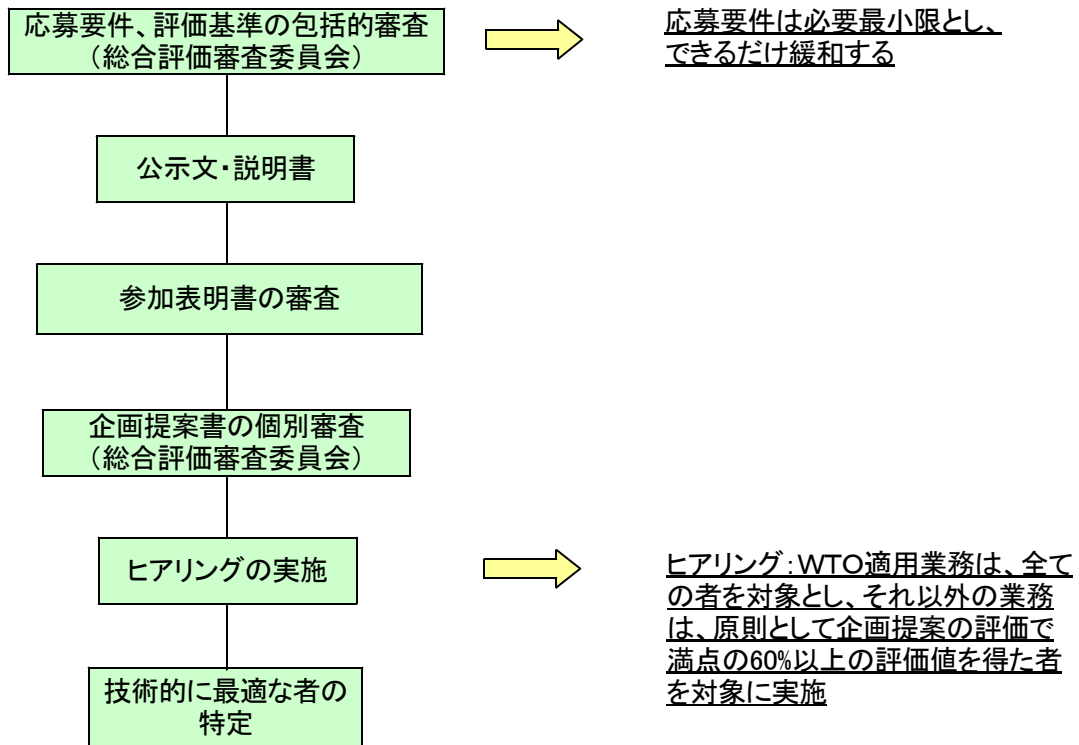 応募要件、評価基準の包括的審査
（総合評価審査委員会）
応募要件は必要最小限とし、
できるだけ緩和する
公示文・説明書
参加表明書の審査
企画提案書の個別審査
（総合評価審査委員会）
ヒアリングの実施
ヒアリング：WTO適用業務は、全て
の者を対象とし、それ以外の業務
は、原則として企画提案の評価で
満点の60%以上の評価値を得た者
を対象に実施
技術的に最適な者の
特定